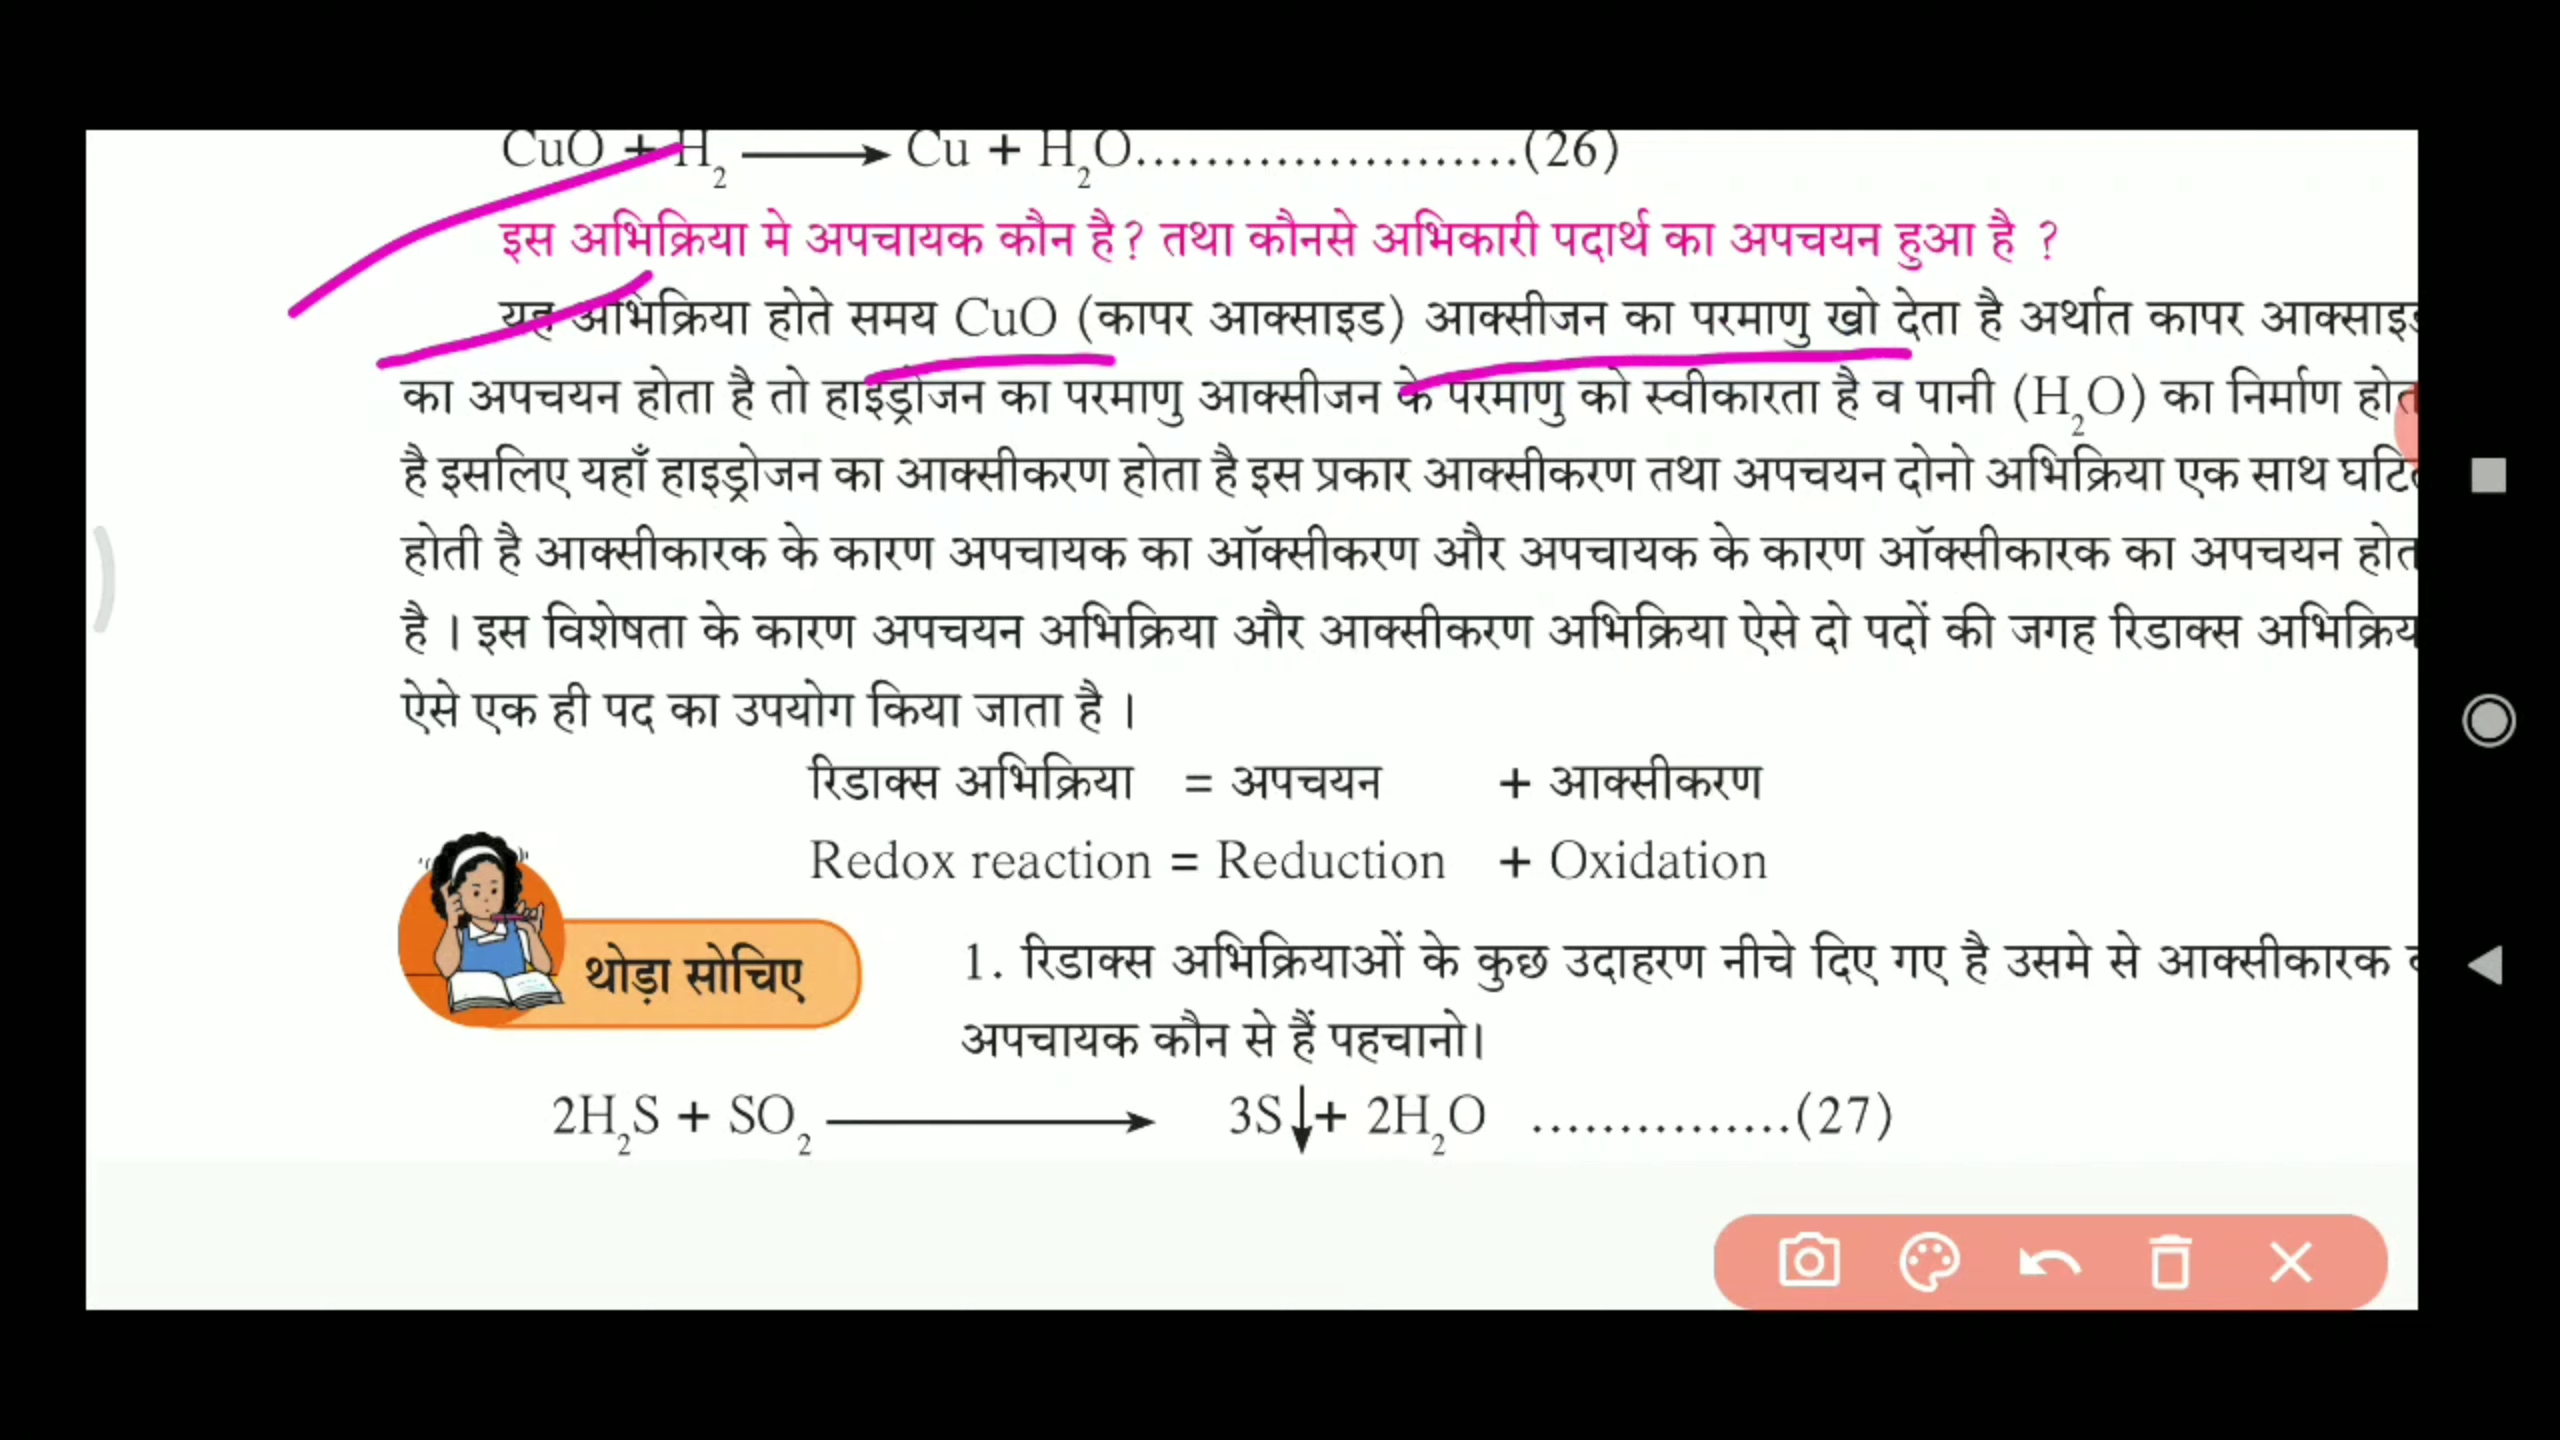 CuO + H₂ ⟶ Cu + H₂O.......................(26)
इस अभिक्रिया मे अपचायक कौन है? तथा कौनसे अभिकारी पदार्थ का अपचयन हुआ है ?
यह अभिक्रिया होते समय CuO (कापर आक्साइड) आक्सीजन का परमाणु खो देता है अर्थात कापर
का अपचयन होता है तो हाइड्रोजन का परमाणु आक्सीजन के परमाणु को स्वीकारता है व पानी (H₂O) का निर्माण
है इसलिए यहाँ हाइड्रोजन का आक्सीकरण होता है इस प्रकार आक्सीकरण तथा अपचयन दोनो अभिक्रिया एक साथ
होती है आक्सीकारक के कारण अपचायक का ऑक्सीकरण और अपचायक के कारण ऑक्सीकारक का अपचयन
है । इस विशेषता के कारण अपचयन अभिक्रिया और आक्सीकरण अभिक्रिया ऐसे दो पदों की जगह रिडाक्स
ऐसे एक ही पद का उपयोग किया जाता है ।
रिडाक्स अभिक्रिया = अपचयन + आक्सीकरण
Redox reaction = Reduction + Oxidation
थोड़ा सोचिए
1. रिडाक्स अभिक्रियाओं के कुछ उदाहरण नीचे दिए गए है उसमे से आक्सीकारक
अपचायक कौन से हैं पहचानो।
2H₂S + SO₂ ⟶ 3S↓+ 2H₂O ...............(27)